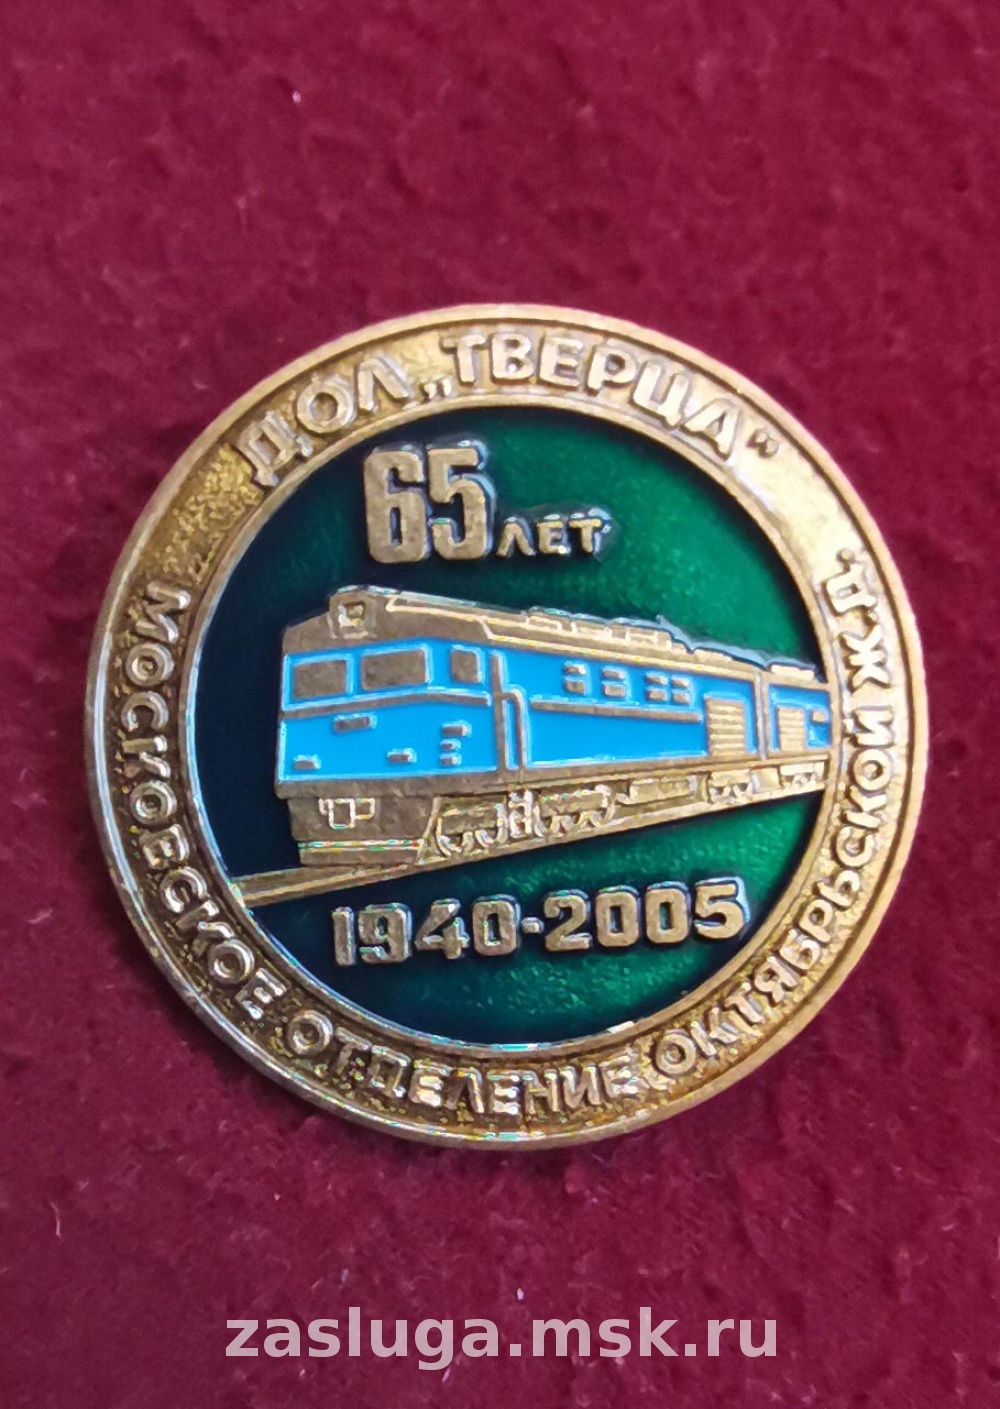 ДОЛ „ТВЕРЦА"
65 ЛЕТ
1940-2005
МОСКОВСКОЕ ОТДЕЛЕНИЕ ОКТЯБРЬСКОЙ Ж.Д.
zasluga.msk.ru